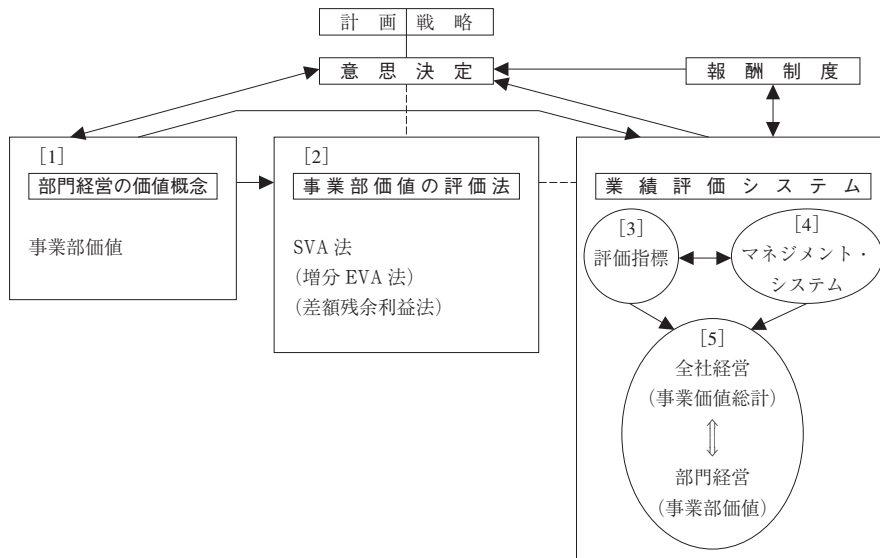 計画 戦略
意思決定
報酬制度
[1]
部門経営の価値概念
事業部価値
[2]
事業部価値の評価法
SVA 法
(増分 EVA 法)
(差額残余利益法)
業績評価システム
[3]
評価指標
[4]
マネジメント・
システム
[5]
全社経営
(事業価値総計)
部門経営
(事業部価値)